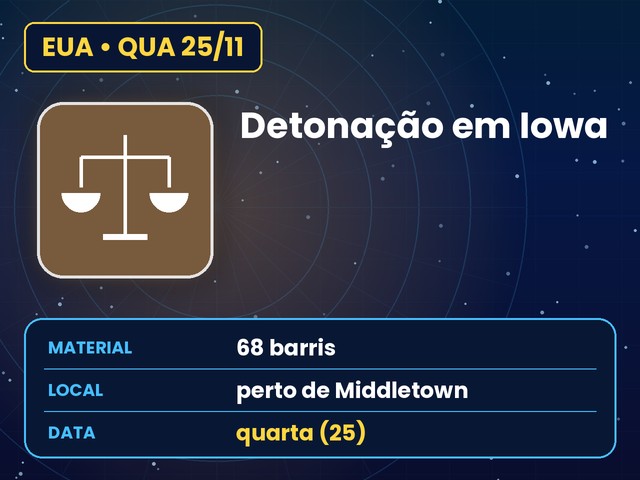 EUA • QUA 25/11
Detonação em Iowa
MATERIAL 68 barris
LOCAL perto de Middletown
DATA quarta (25)